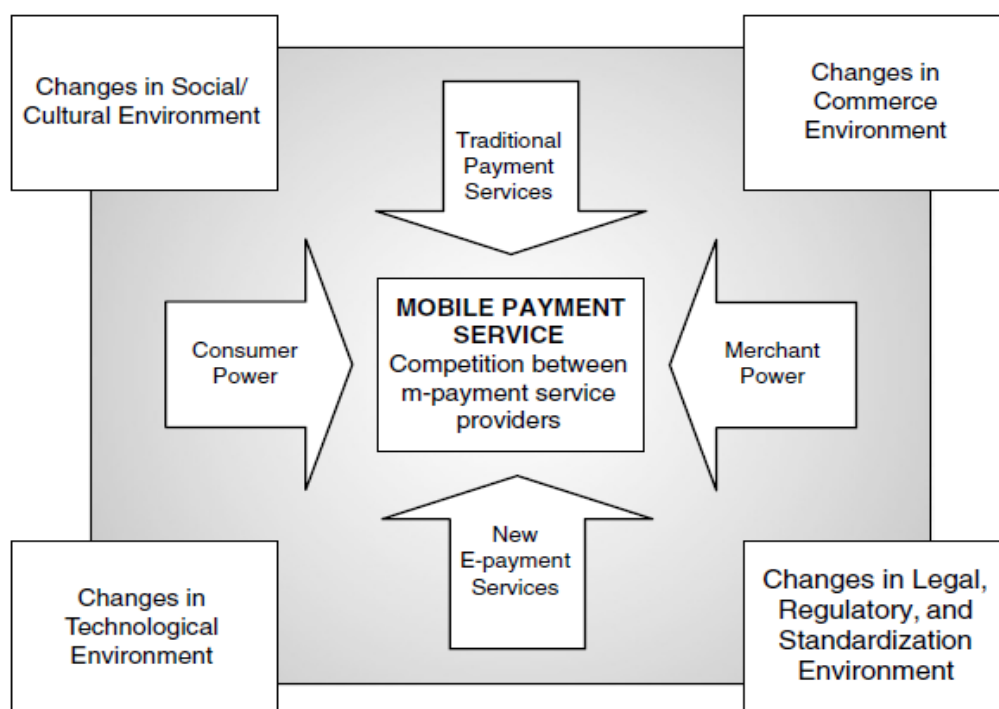 Changes in Social/
Cultural Environment
Changes in
Commerce
Environment
Traditional
Payment
Services
Consumer
Power
MOBILE PAYMENT
SERVICE
Competition between
m-payment service
providers
Merchant
Power
New
E-payment
Services
Changes in
Technological
Environment
Changes in Legal,
Regulatory, and
Standardization
Environment